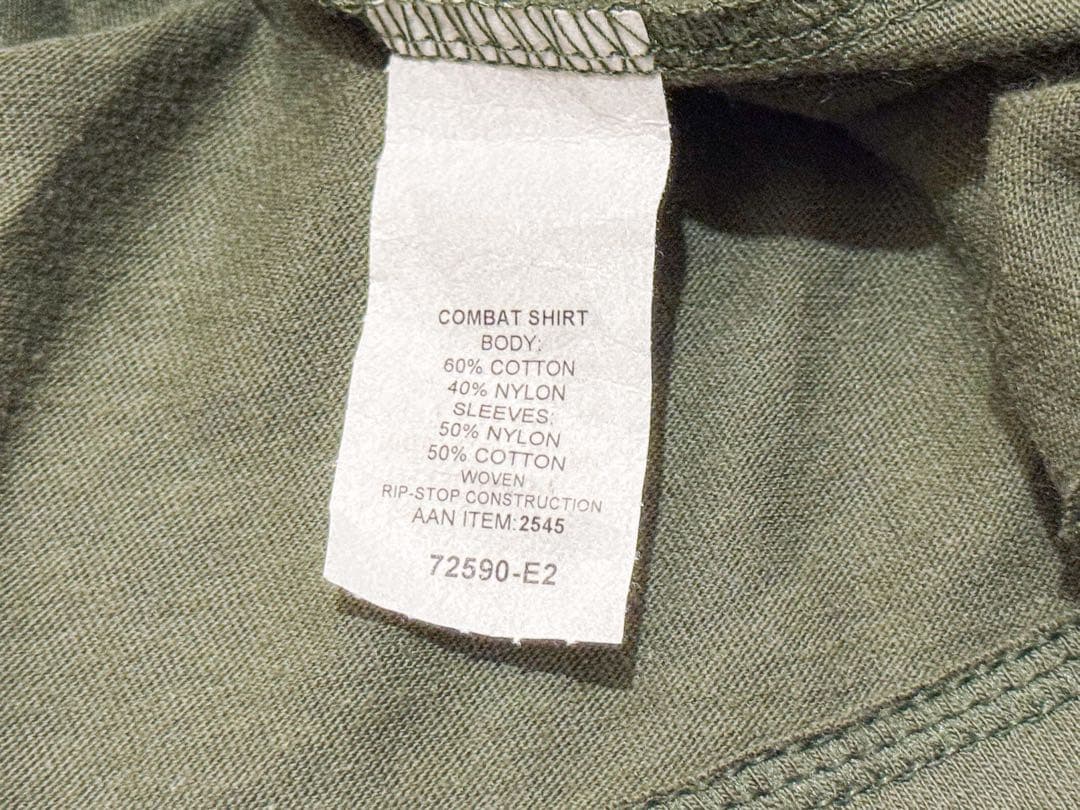 COMBAT SHIRT
BODY:
60% COTTON
40% NYLON
SLEEVES:
50% NYLON
50% COTTON
WOVEN
RIP-STOP CONSTRUCTION
AAN ITEM:2545
72590-E2